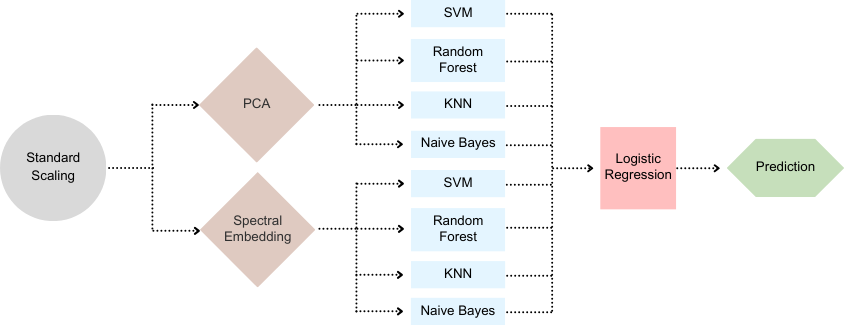 Standard
Scaling
PCA
Spectral
Embedding
SVM
Random
Forest
KNN
Naive Bayes
SVM
Random
Forest
KNN
Naive Bayes
Logistic
Regression
Prediction